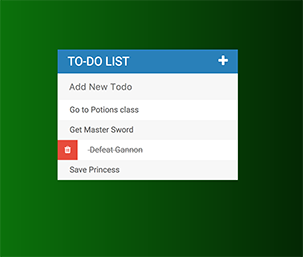 TO-DO LIST +
Add New Todo
Go to Potions class
Get Master Sword
Defeat Gannon
Save Princess